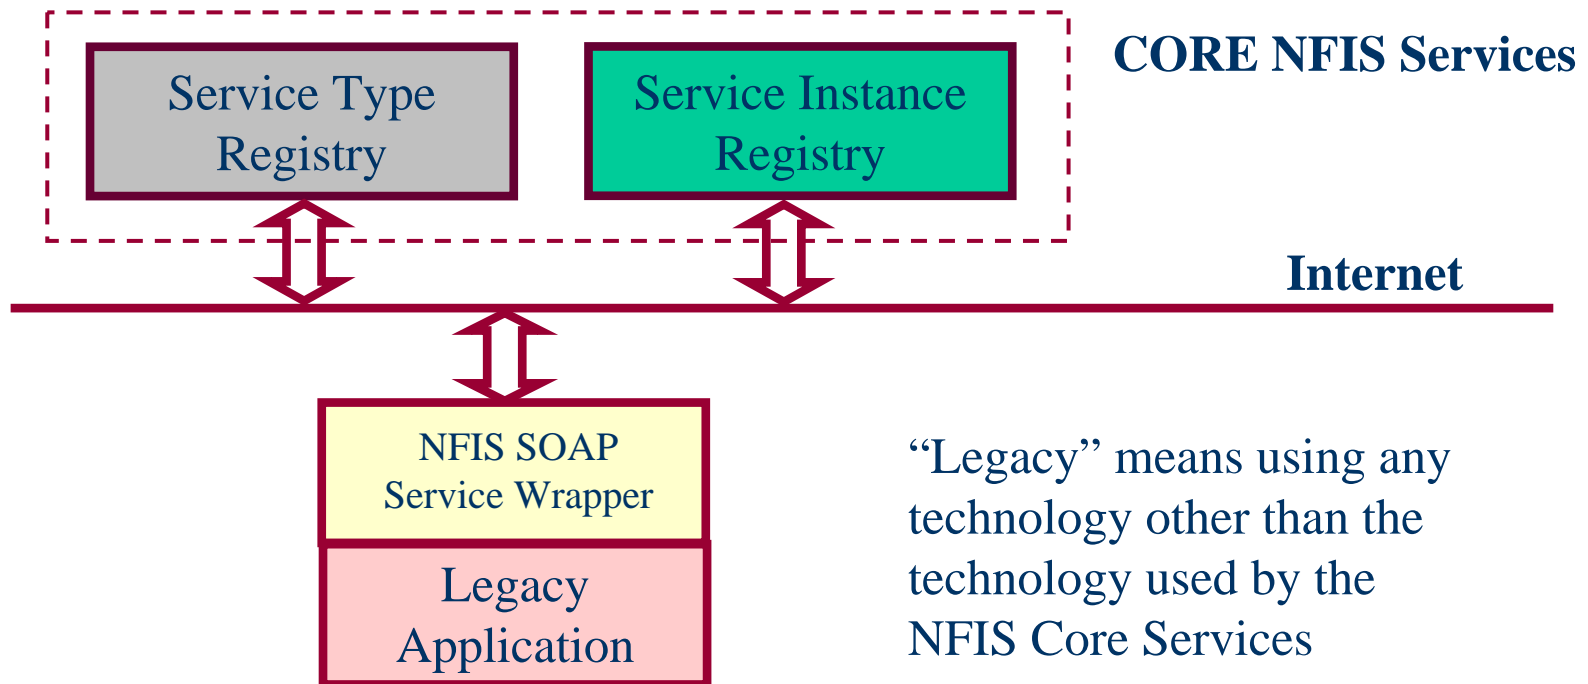 CORE NFIS Services
Service Type
Registry
Service Instance
Registry
Internet
NFIS SOAP
Service Wrapper
Legacy
Application
“Legacy” means using any
technology other than the
technology used by the
NFIS Core Services